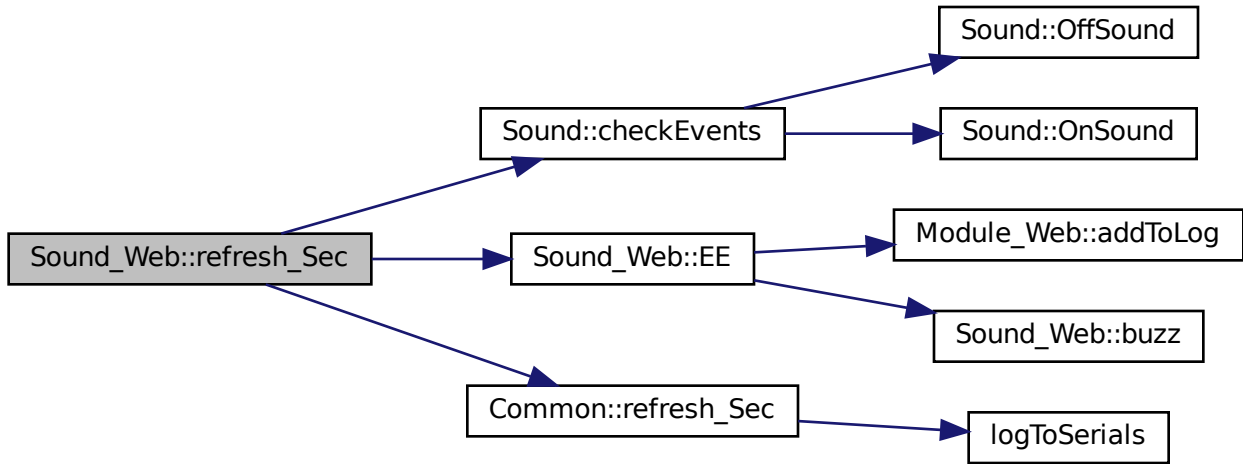 Sound::OffSound
Sound::checkEvents
Sound::OnSound
Sound_Web::refresh_Sec
Sound_Web::EE
Module_Web::addToLog
Sound_Web::buzz
Common::refresh_Sec
logToSerials